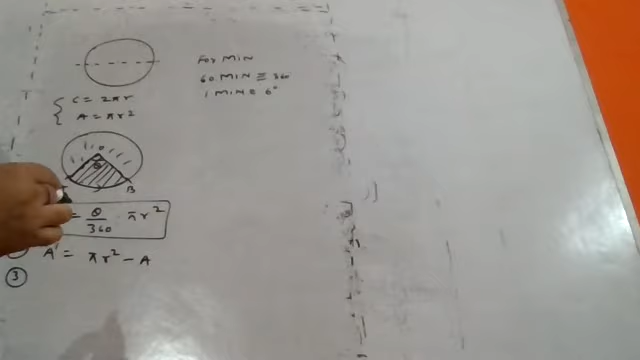 C = 2πr
A = πr²
For MIN
60 MIN ≡ 360
1 MIN ≡ 6°
θ
B
= θ/360 · πr²
A' = πr² - A
③